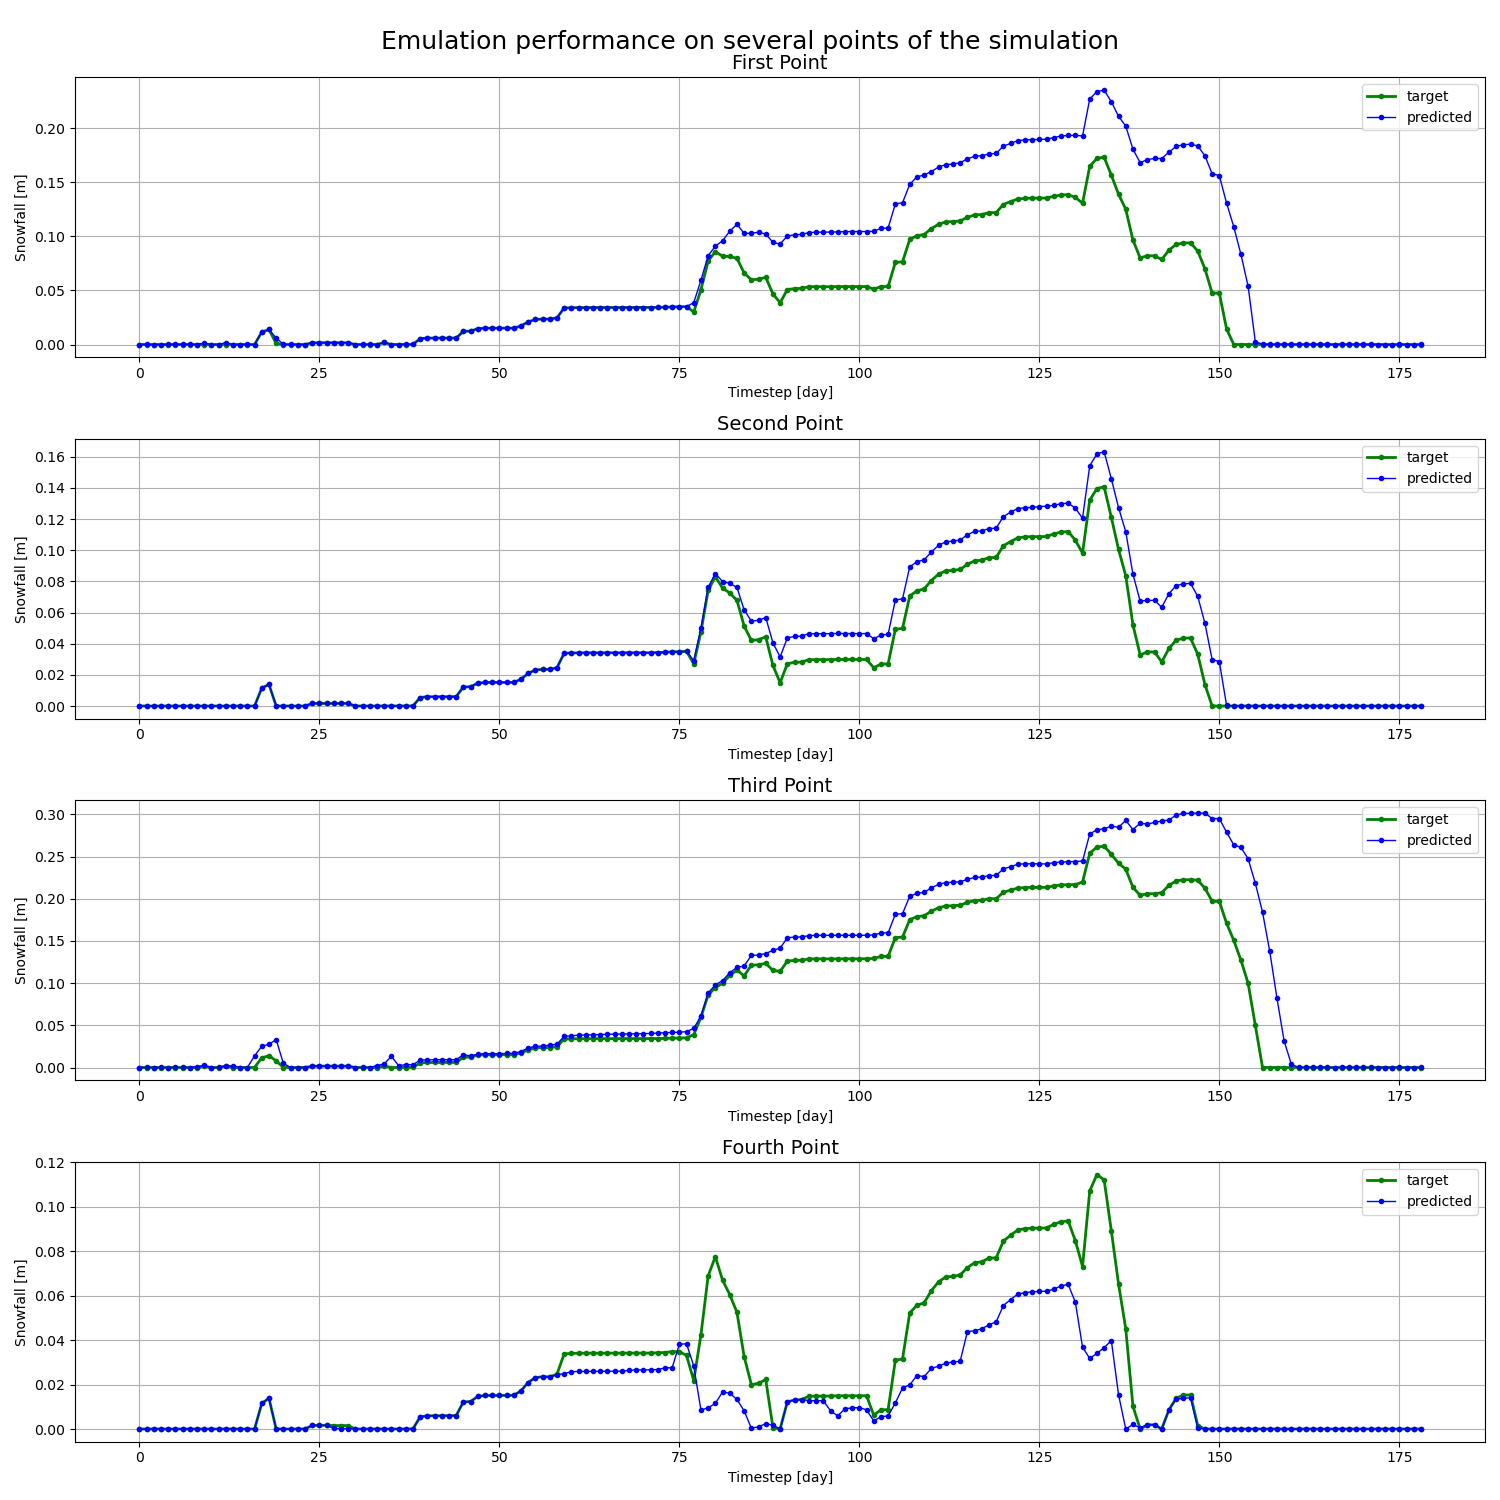 Emulation performance on several points of the simulation
First Point
target
predicted
Snowfall [m]
0.20
0.15
0.10
0.05
0.00
0 25 50 75 100 125 150 175
Timestep [day]
Second Point
target
predicted
Snowfall [m]
0.16
0.14
0.12
0.10
0.08
0.06
0.04
0.02
0.00
0 25 50 75 100 125 150 175
Timestep [day]
Third Point
target
predicted
Snowfall [m]
0.30
0.25
0.20
0.15
0.10
0.05
0.00
0 25 50 75 100 125 150 175
Timestep [day]
Fourth Point
target
predicted
Snowfall [m]
0.12
0.10
0.08
0.06
0.04
0.02
0.00
0 25 50 75 100 125 150 175
Timestep [day]